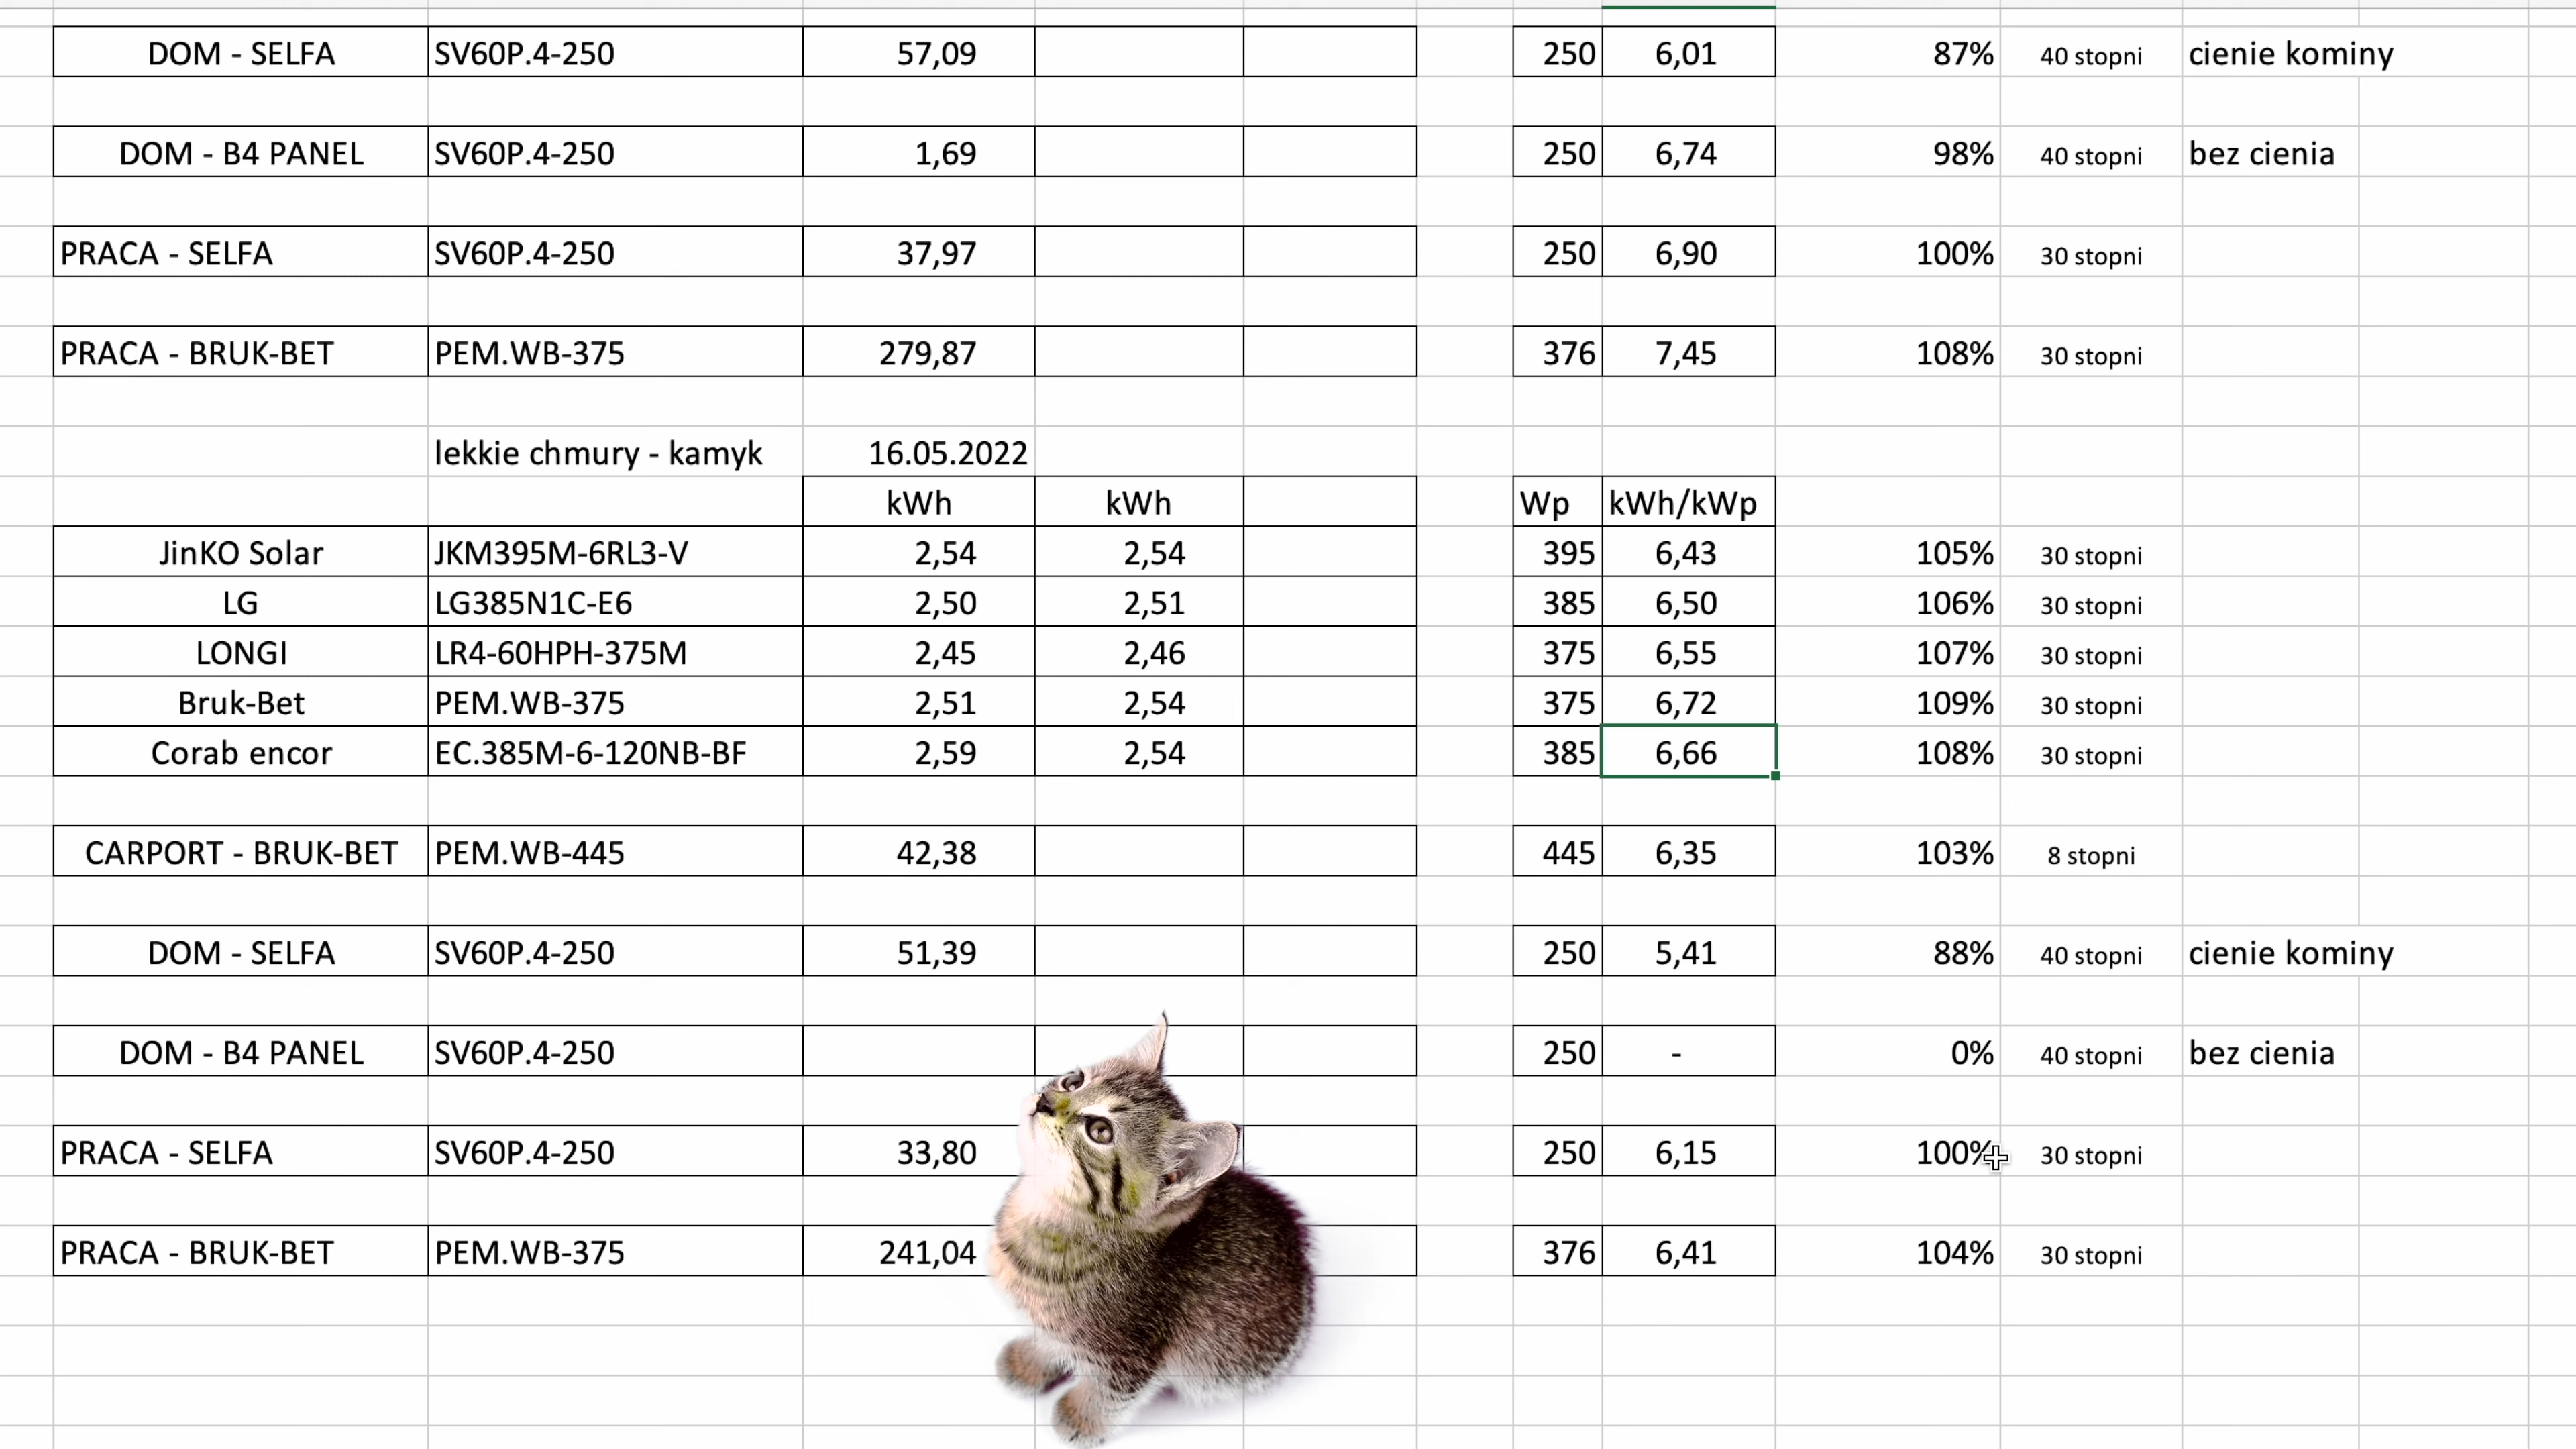 DOM - SELFA SV60P.4-250 57,09 250 6,01 87% 40 stopni cienie kominy
DOM - B4 PANEL SV60P.4-250 1,69 250 6,74 98% 40 stopni bez cienia
PRACA - SELFA SV60P.4-250 37,97 250 6,90 100% 30 stopni
PRACA - BRUK-BET PEM.WB-375 279,87 376 7,45 108% 30 stopni
lekkie chmury - kamyk 16.05.2022
kWh kWh Wp kWh/kWp
JinKO Solar JKM395M-6RL3-V 2,54 2,54 395 6,43 105% 30 stopni
LG LG385N1C-E6 2,50 2,51 385 6,50 106% 30 stopni
LONGI LR4-60HPH-375M 2,45 2,46 375 6,55 107% 30 stopni
Bruk-Bet PEM.WB-375 2,51 2,54 375 6,72 109% 30 stopni
Corab encor EC.385M-6-120NB-BF 2,59 2,54 385 6,66 108% 30 stopni
CARPORT - BRUK-BET PEM.WB-445 42,38 445 6,35 103% 8 stopni
DOM - SELFA SV60P.4-250 51,39 250 5,41 88% 40 stopni cienie kominy
DOM - B4 PANEL SV60P.4-250 250 - 0% 40 stopni bez cienia
PRACA - SELFA SV60P.4-250 33,80 250 6,15 100% 30 stopni
PRACA - BRUK-BET PEM.WB-375 241,04 376 6,41 104% 30 stopni